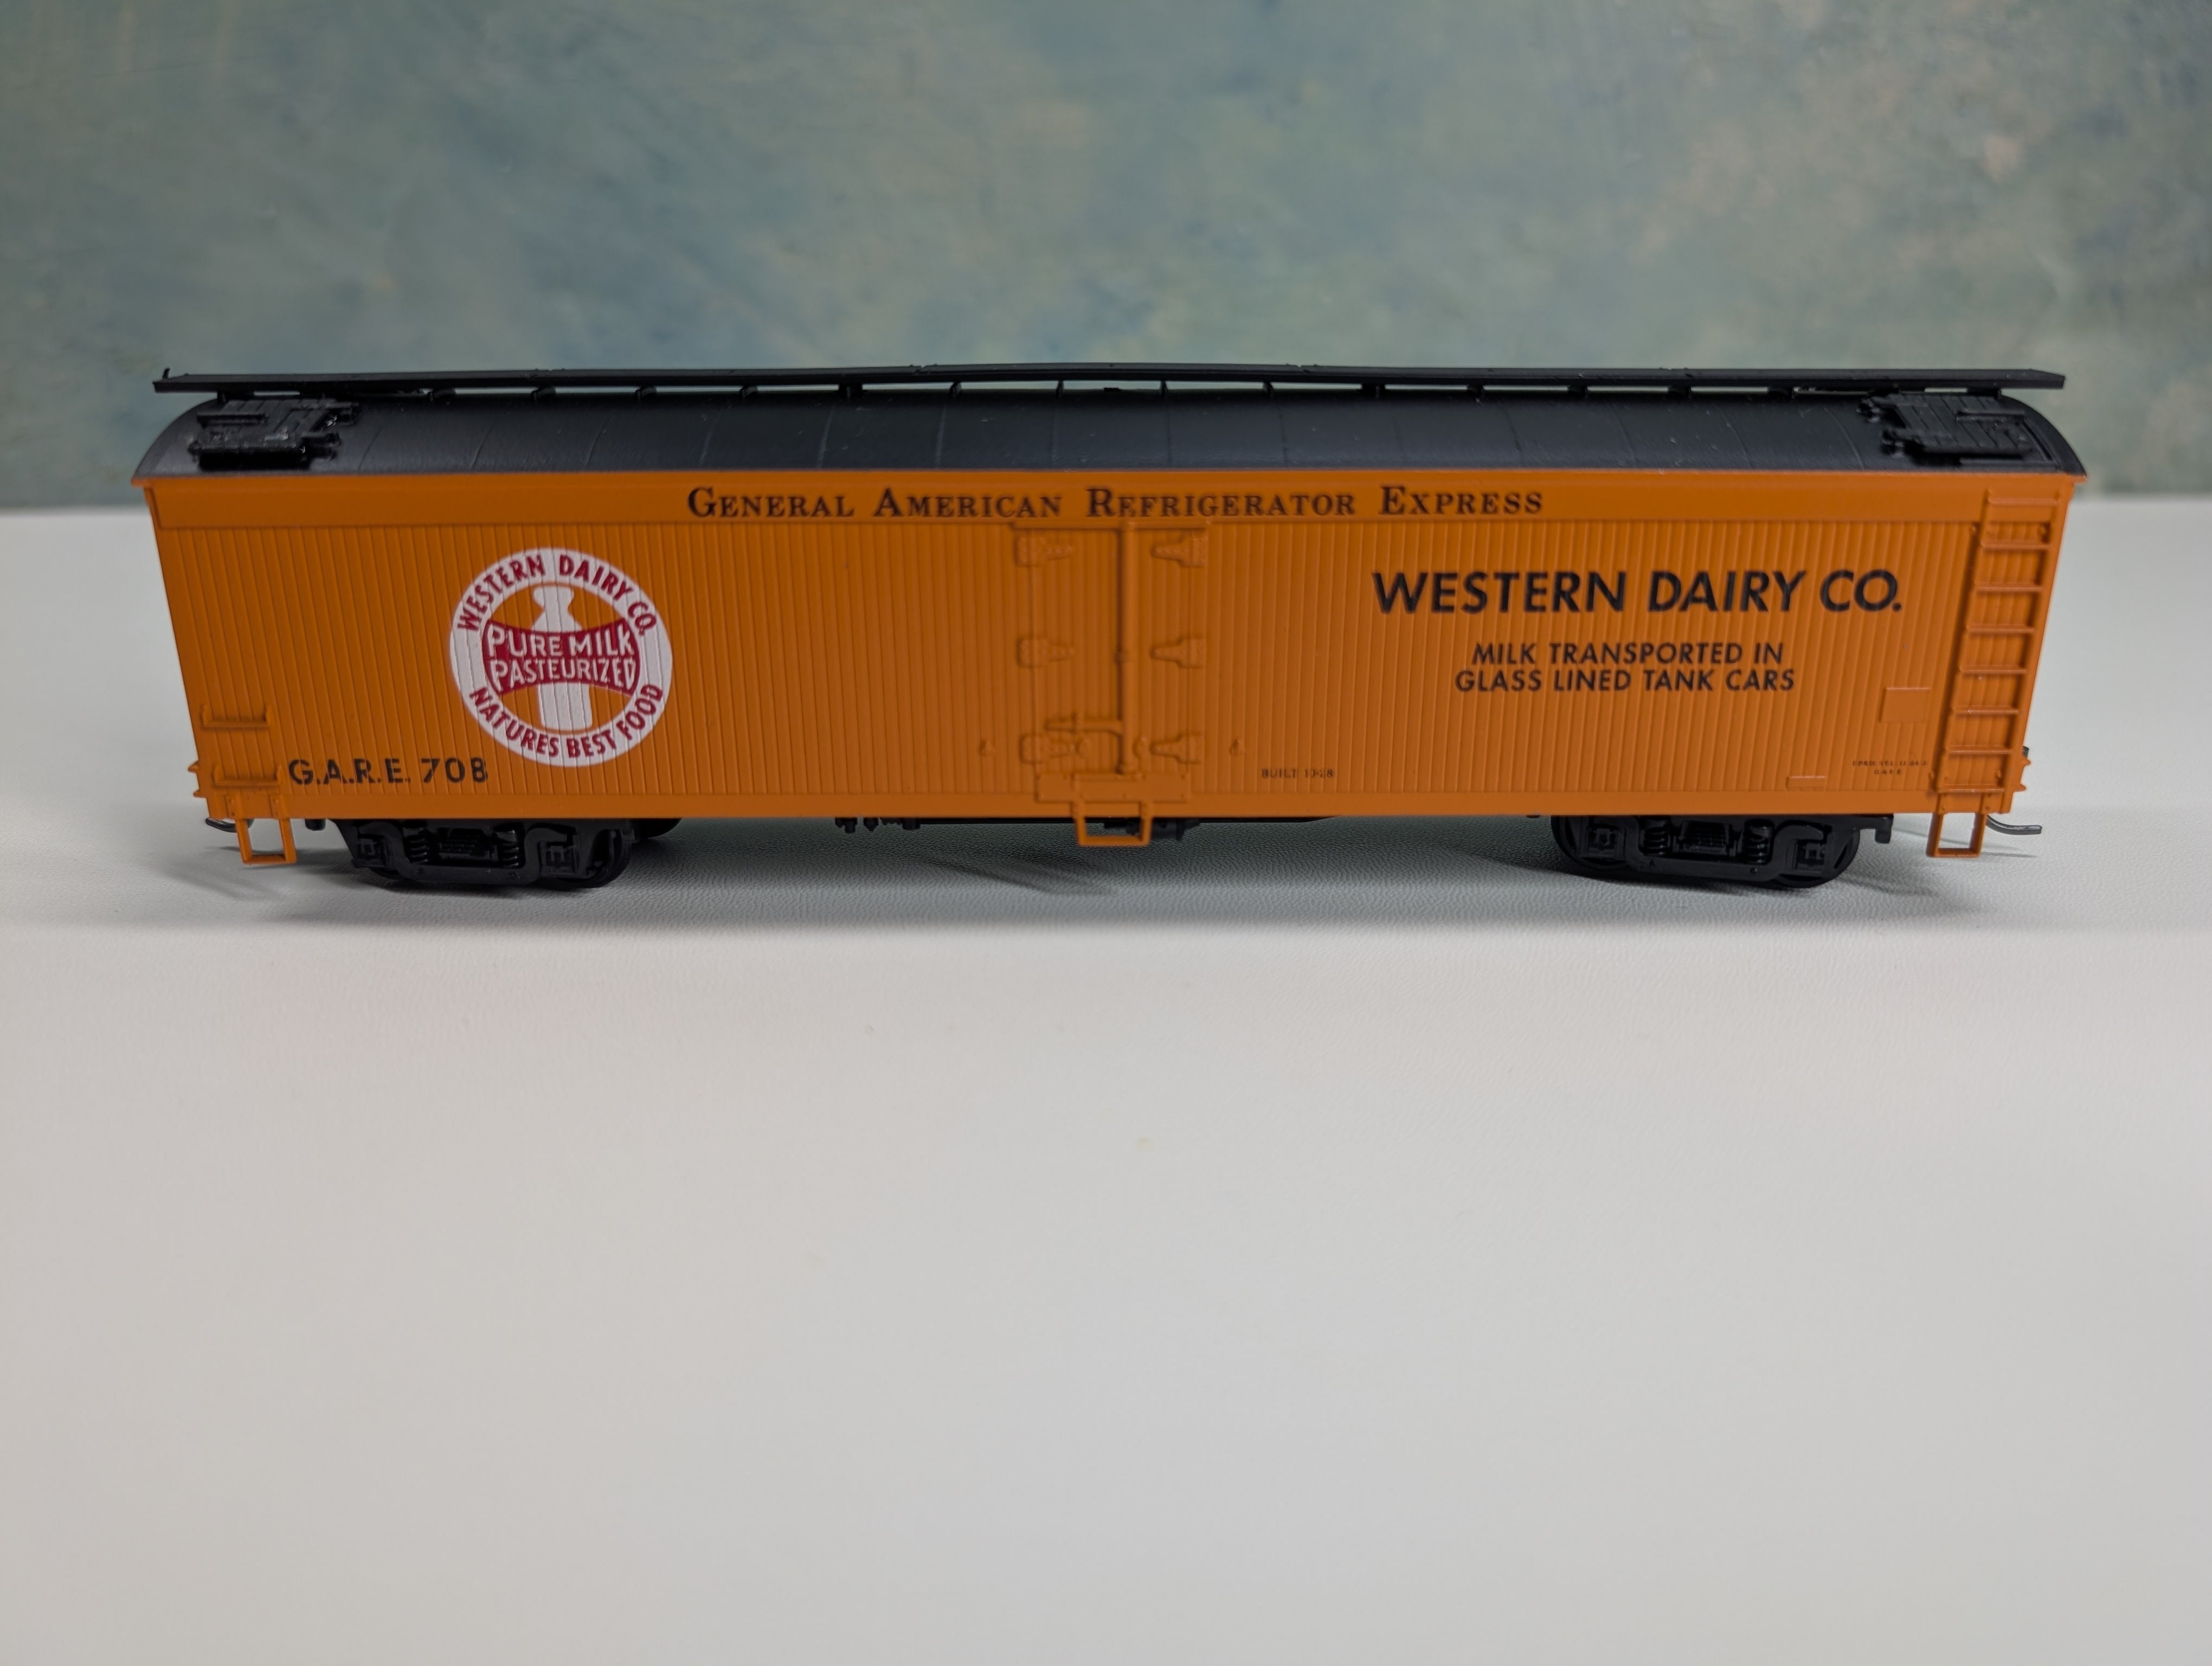 GENERAL AMERICAN REFRIGERATOR EXPRESS
WESTERN DAIRY CO.
PURE MILK
PASTEURIZED
NATURES BEST FOOD
G.A.R.E. 708
WESTERN DAIRY CO.
MILK TRANSPORTED IN
GLASS LINED TANK CARS
BUILT